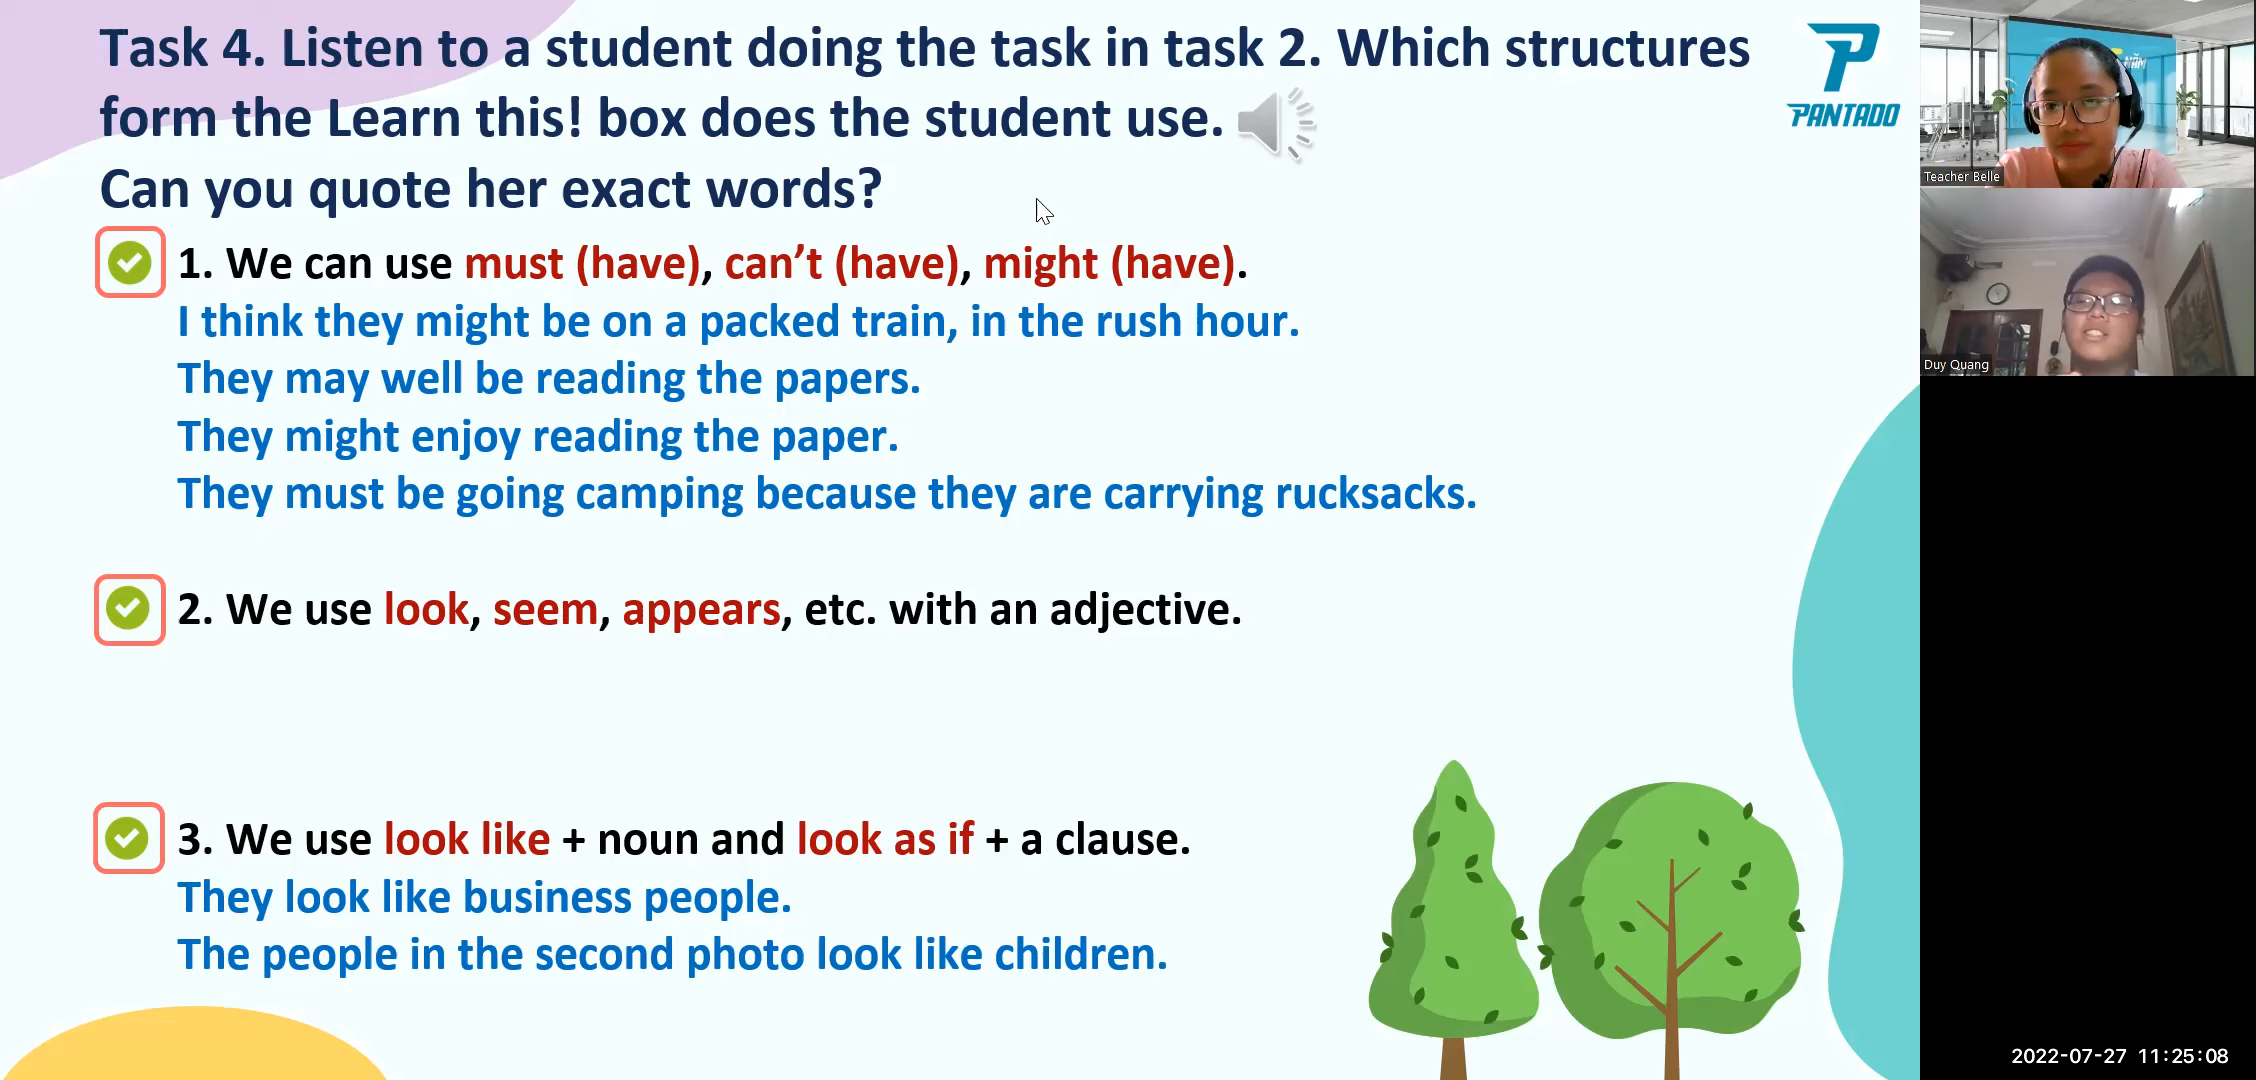 Task 4. Listen to a student doing the task in task 2. Which structures
form the Learn this! box does the student use.
Can you quote her exact words?
PANTADO
1. We can use must (have), can’t (have), might (have).
I think they might be on a packed train, in the rush hour.
They may well be reading the papers.
They might enjoy reading the paper.
They must be going camping because they are carrying rucksacks.
2. We use look, seem, appears, etc. with an adjective.
3. We use look like + noun and look as if + a clause.
They look like business people.
The people in the second photo look like children.
NĂM
Teacher Belle
Duy Quang
2022-07-27 11:25:08